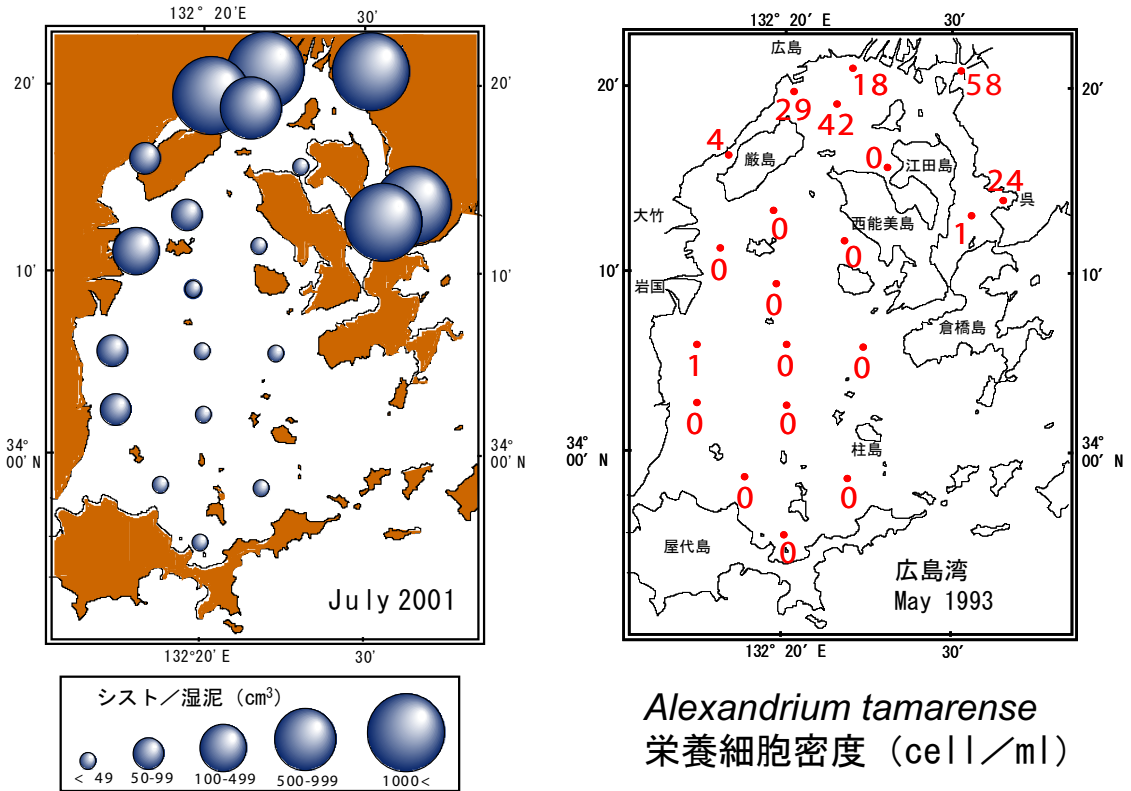 132° 20'E
30'
20'
10'
34°
00' N
20'
10'
34°
00' N
July 2001
132° 20' E
30'
シスト／湿泥（cm³）
< 49
50-99
100-499
500-999
1000<
132° 20' E
30'
広島
20'
10'
34°
00' N
20'
10'
34°
00' N
18
58
29
42
4
厳島
0
江田島
24
呉
大竹
0
西能美島
1
0
0
岩国
0
倉橋島
1
0
0
0
0
柱島
0
0
屋代島
0
広島湾
May 1993
132° 20' E
30'
Alexandrium tamarense
栄養細胞密度（cell／ml）